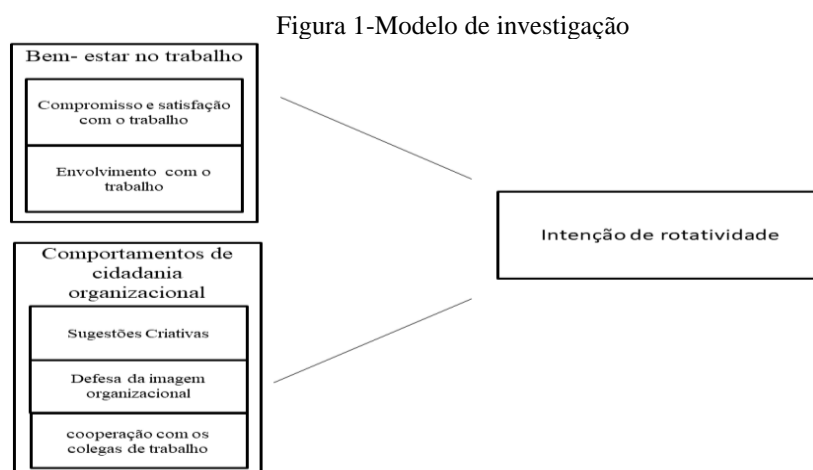 Figura 1-Modelo de investigação
Bem- estar no trabalho
Compromisso e satisfação
com o trabalho
Envolvimento com o
trabalho
Intenção de rotatividade
Comportamentos de
cidadania
organizacional
Sugestões Criativas
Defesa da imagem
organizacional
cooperação com os
colegas de trabalho